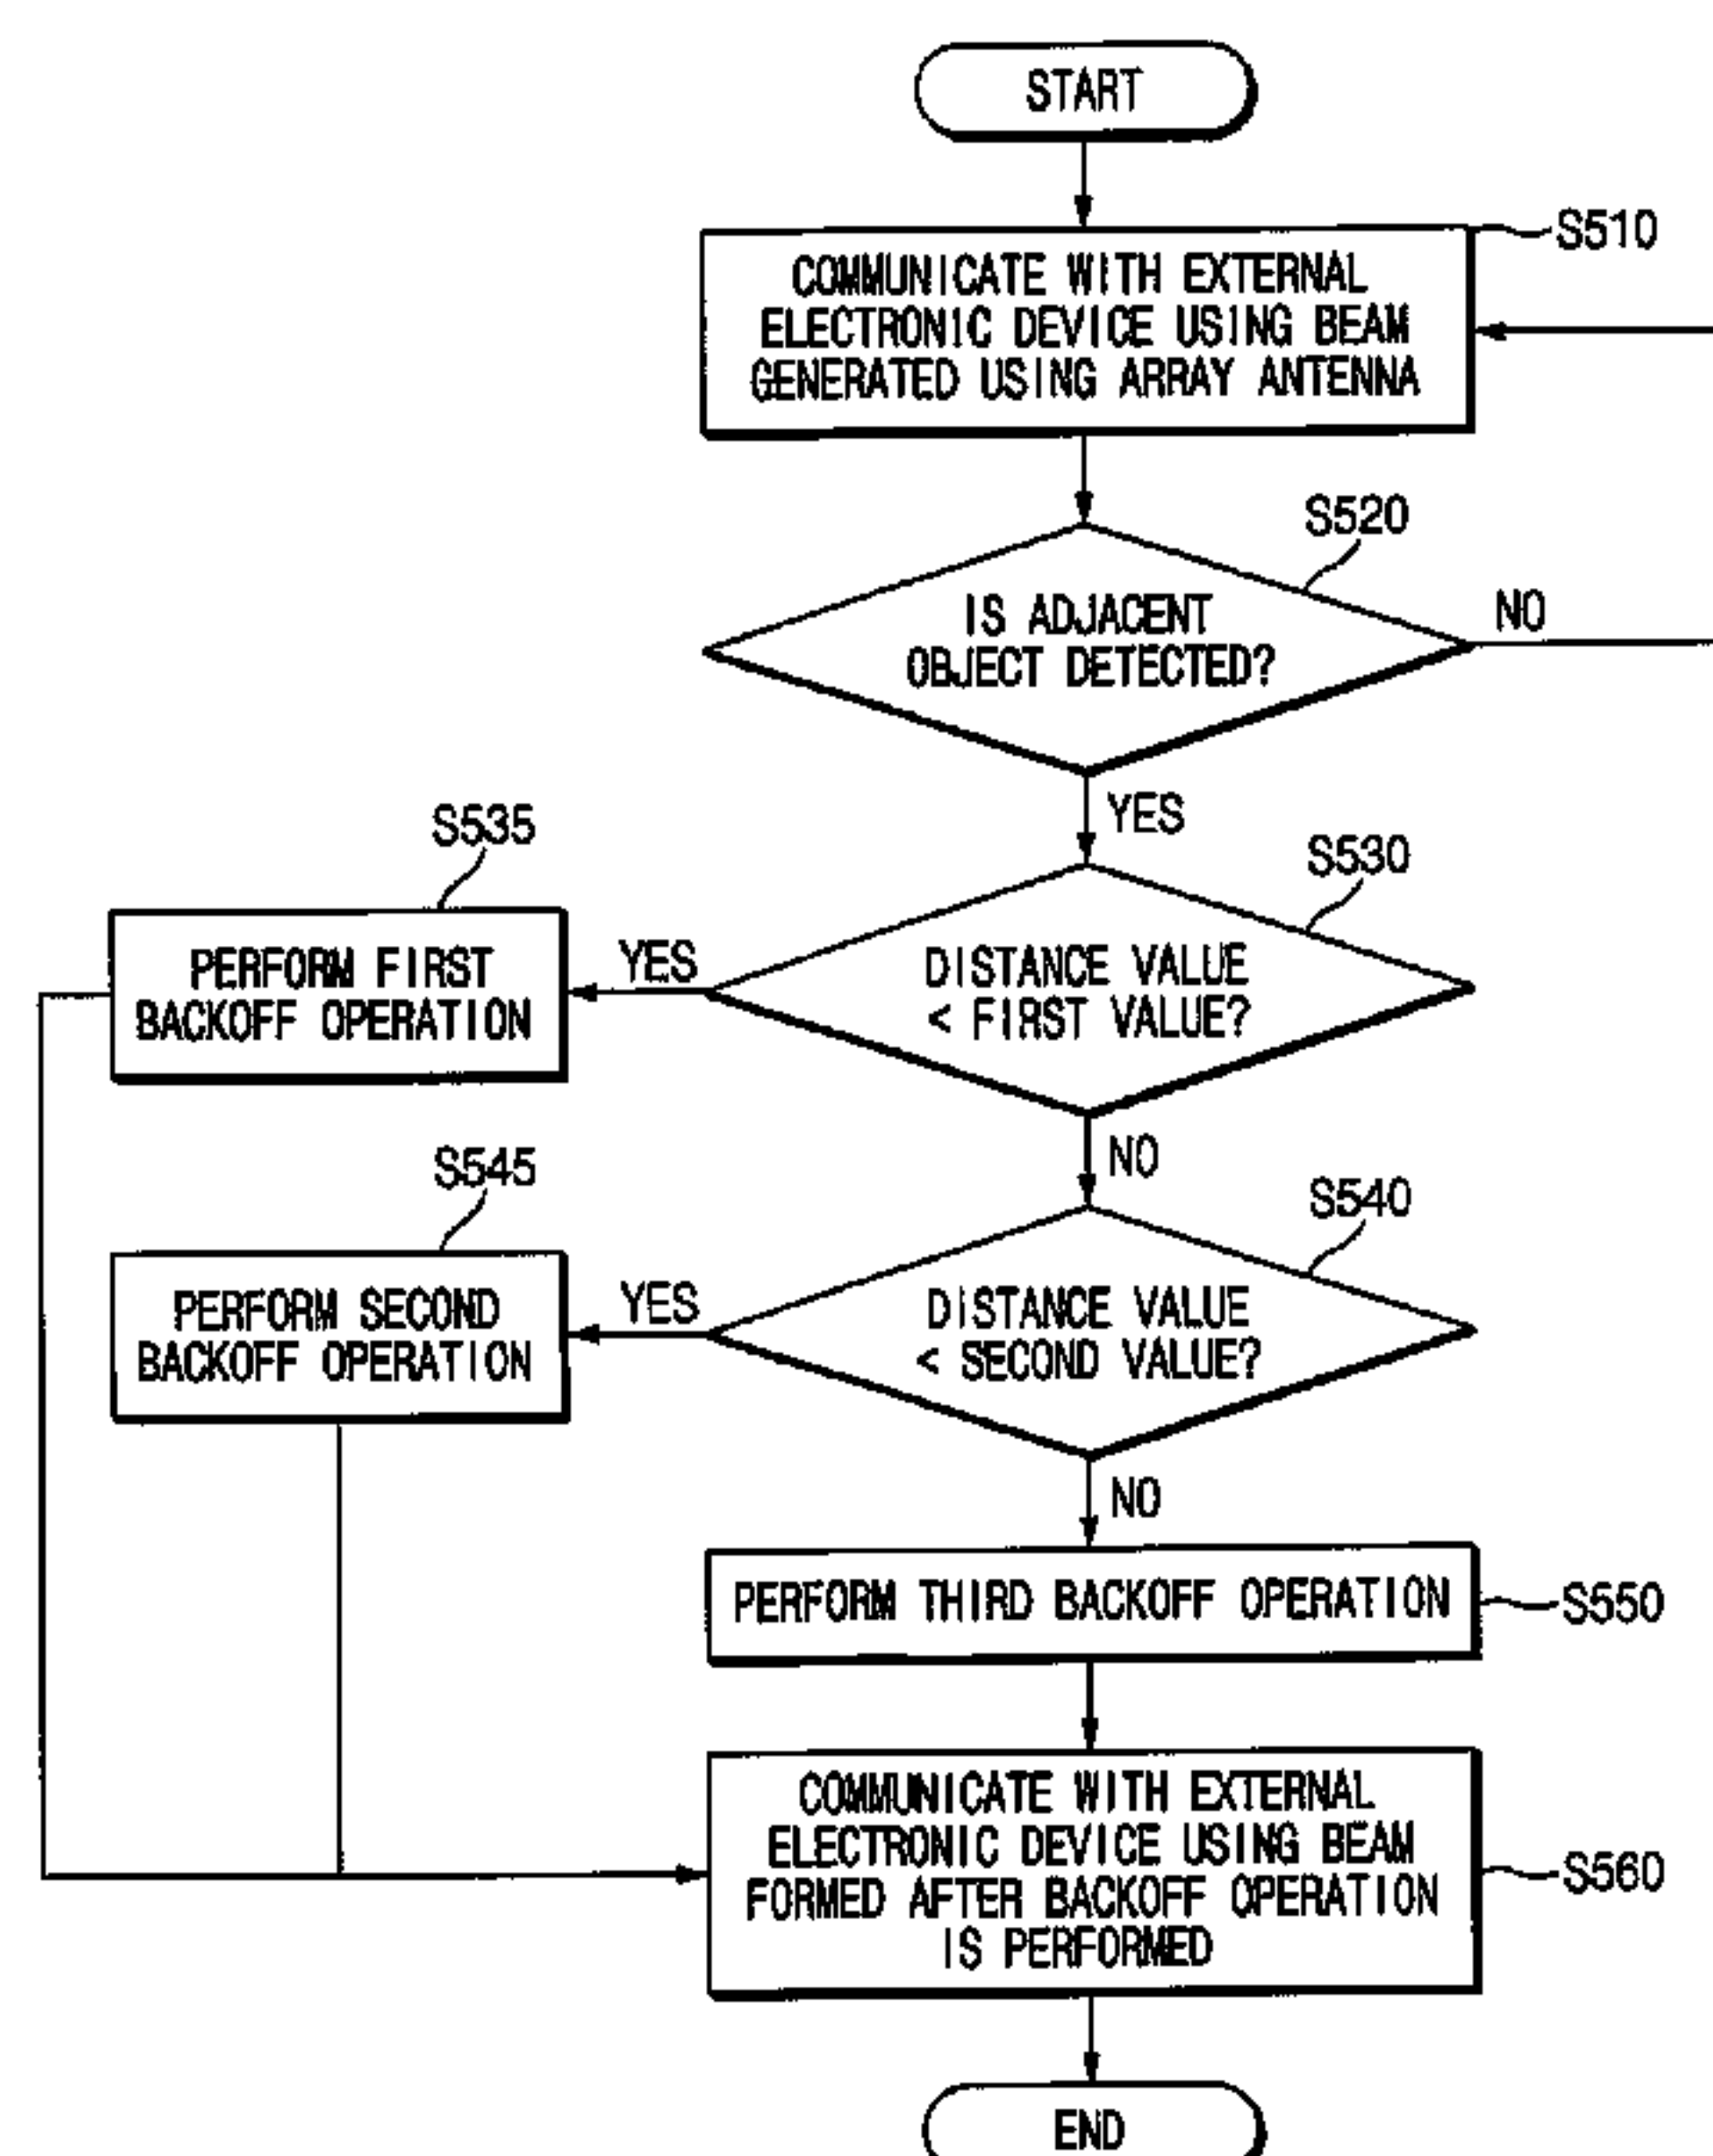 START
S510
COMMUNICATE WITH EXTERNAL
ELECTRONIC DEVICE USING BEAM
GENERATED USING ARRAY ANTENNA
S520
IS ADJACENT
OBJECT DETECTED?
NO
YES
S530
DISTANCE VALUE
< FIRST VALUE?
YES
S535
PERFORM FIRST
BACKOFF OPERATION
NO
S540
DISTANCE VALUE
< SECOND VALUE?
YES
S545
PERFORM SECOND
BACKOFF OPERATION
NO
PERFORM THIRD BACKOFF OPERATION
S550
COMMUNICATE WITH EXTERNAL
ELECTRONIC DEVICE USING BEAM
FORMED AFTER BACKOFF OPERATION
IS PERFORMED
S560
END